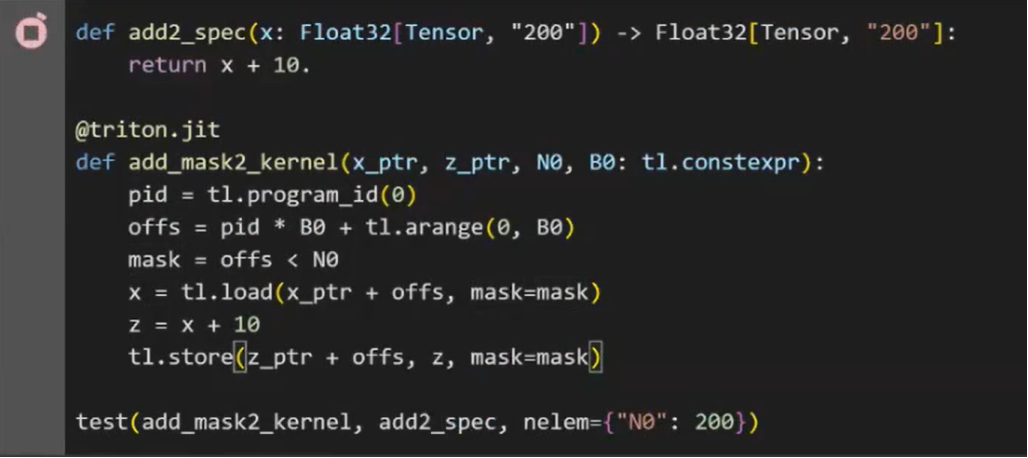 def add2_spec(x: Float32[Tensor, "200"]) -> Float32[Tensor, "200"]:
    return x + 10.

@triton.jit
def add_mask2_kernel(x_ptr, z_ptr, N0, B0: tl.constexpr):
    pid = tl.program_id(0)
    offs = pid * B0 + tl.arange(0, B0)
    mask = offs < N0
    x = tl.load(x_ptr + offs, mask=mask)
    z = x + 10
    tl.store(z_ptr + offs, z, mask=mask)

test(add_mask2_kernel, add2_spec, nelem={"N0": 200})